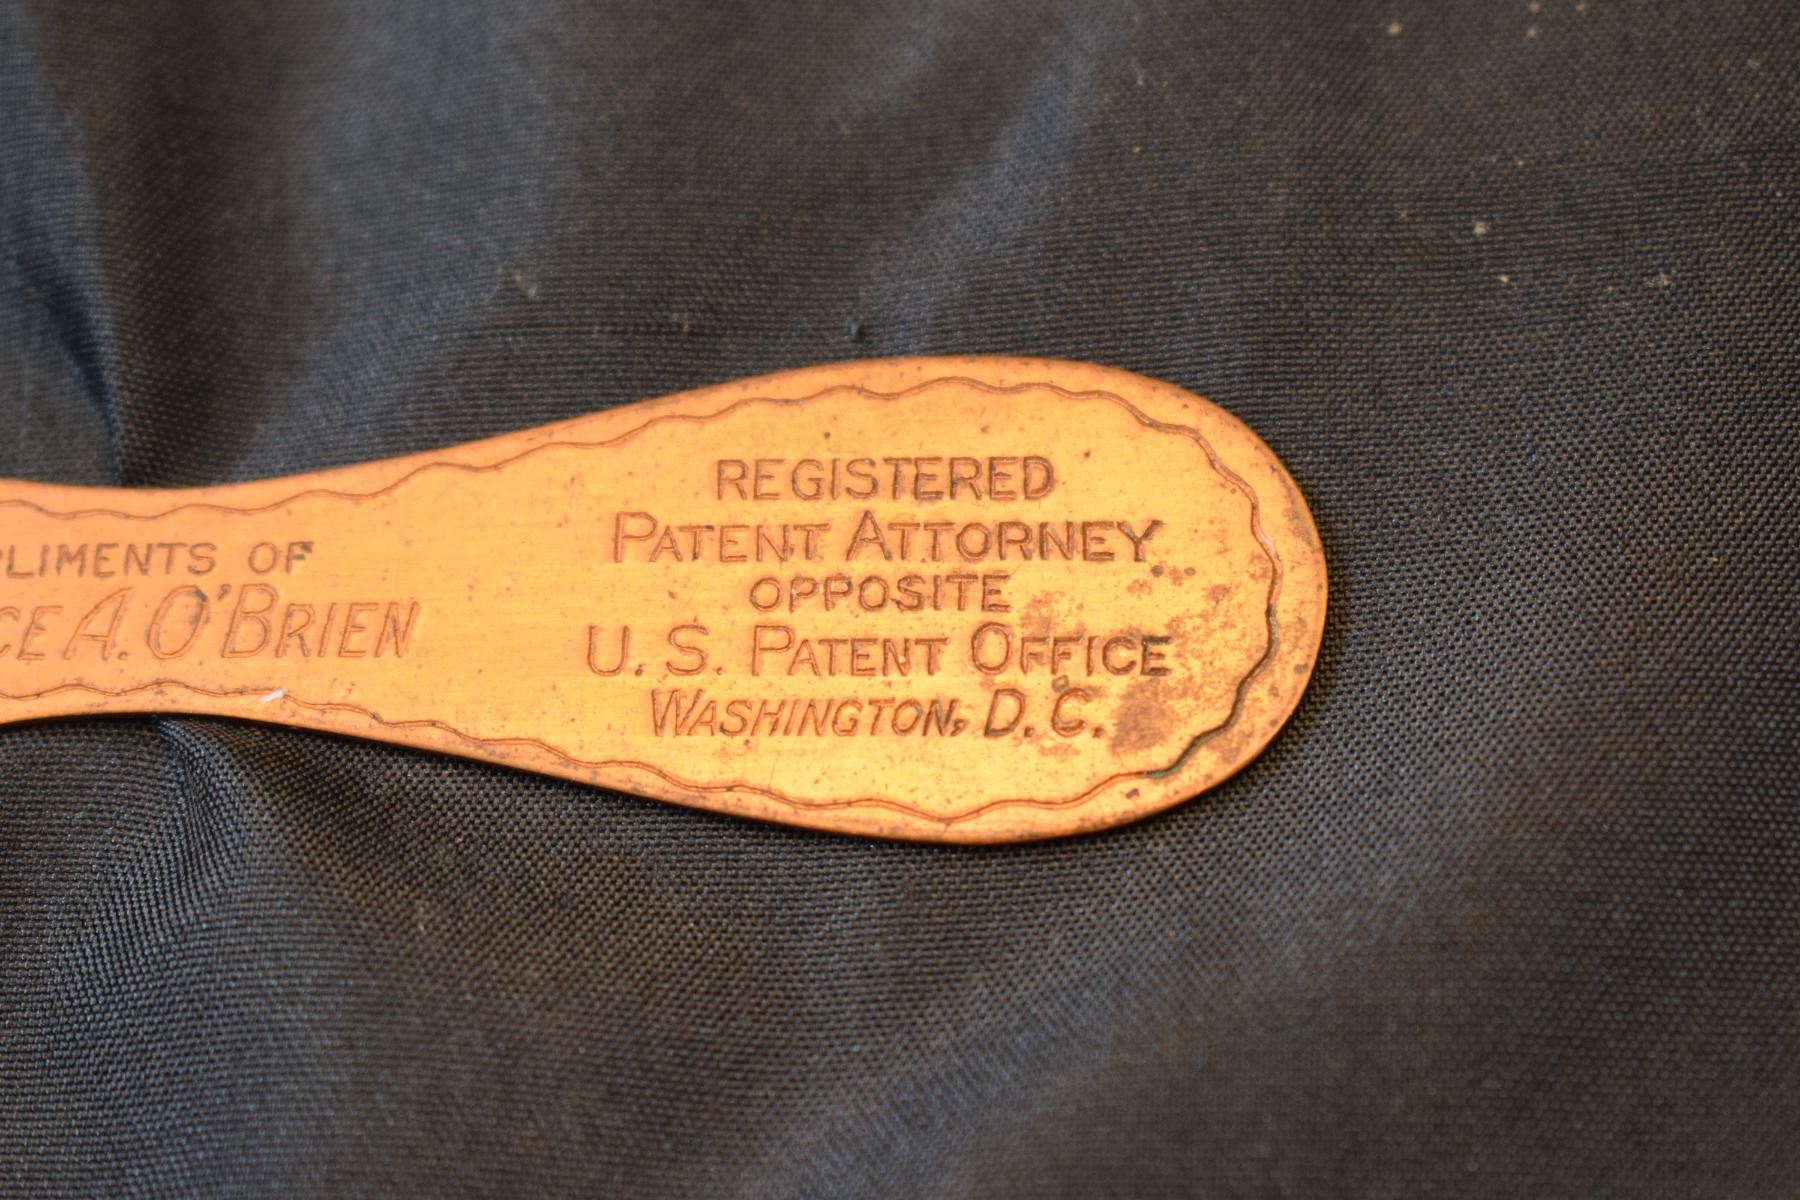 PLIMENTS OF
CE A. O'BRIEN
REGISTERED
PATENT ATTORNEY
OPPOSITE
U. S. PATENT OFFICE
WASHINGTON, D. C.